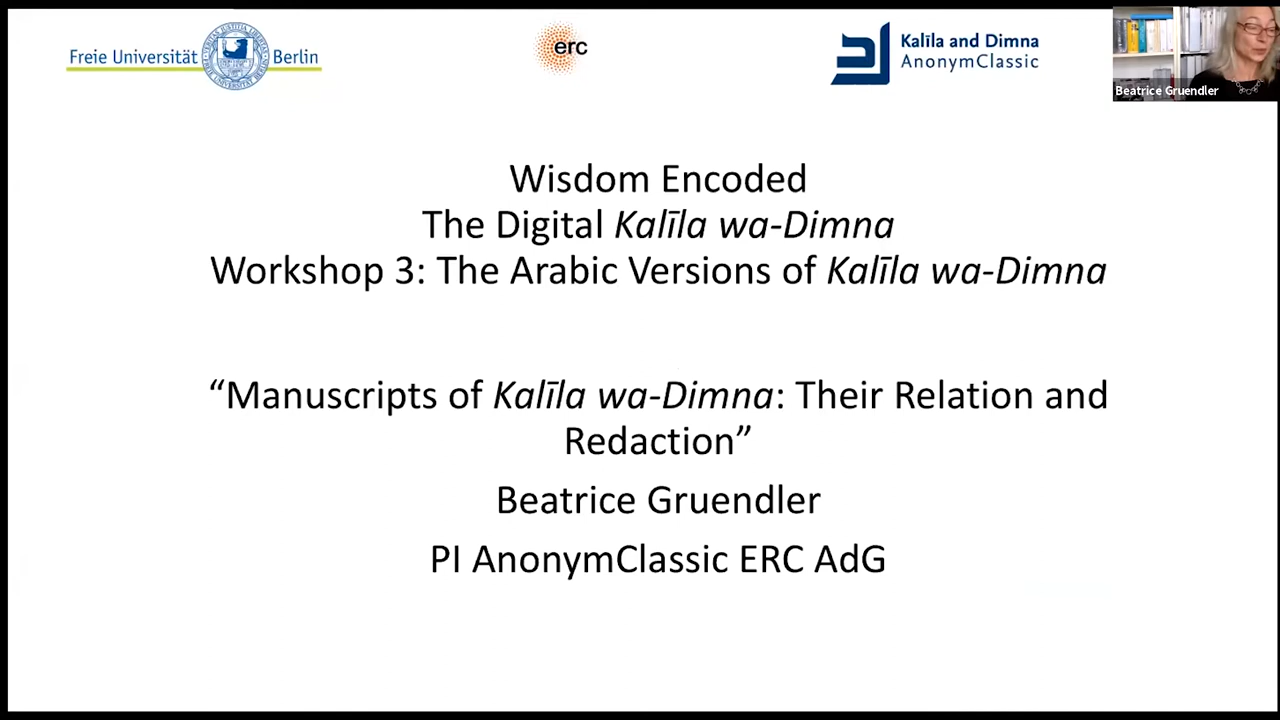 Freie Universität Berlin
erc
Kalīla and Dimna
AnonymClassic
Beatrice Gruendler
Wisdom Encoded
The Digital Kalīla wa-Dimna
Workshop 3: The Arabic Versions of Kalīla wa-Dimna
“Manuscripts of Kalīla wa-Dimna: Their Relation and
Redaction”
Beatrice Gruendler
PI AnonymClassic ERC AdG